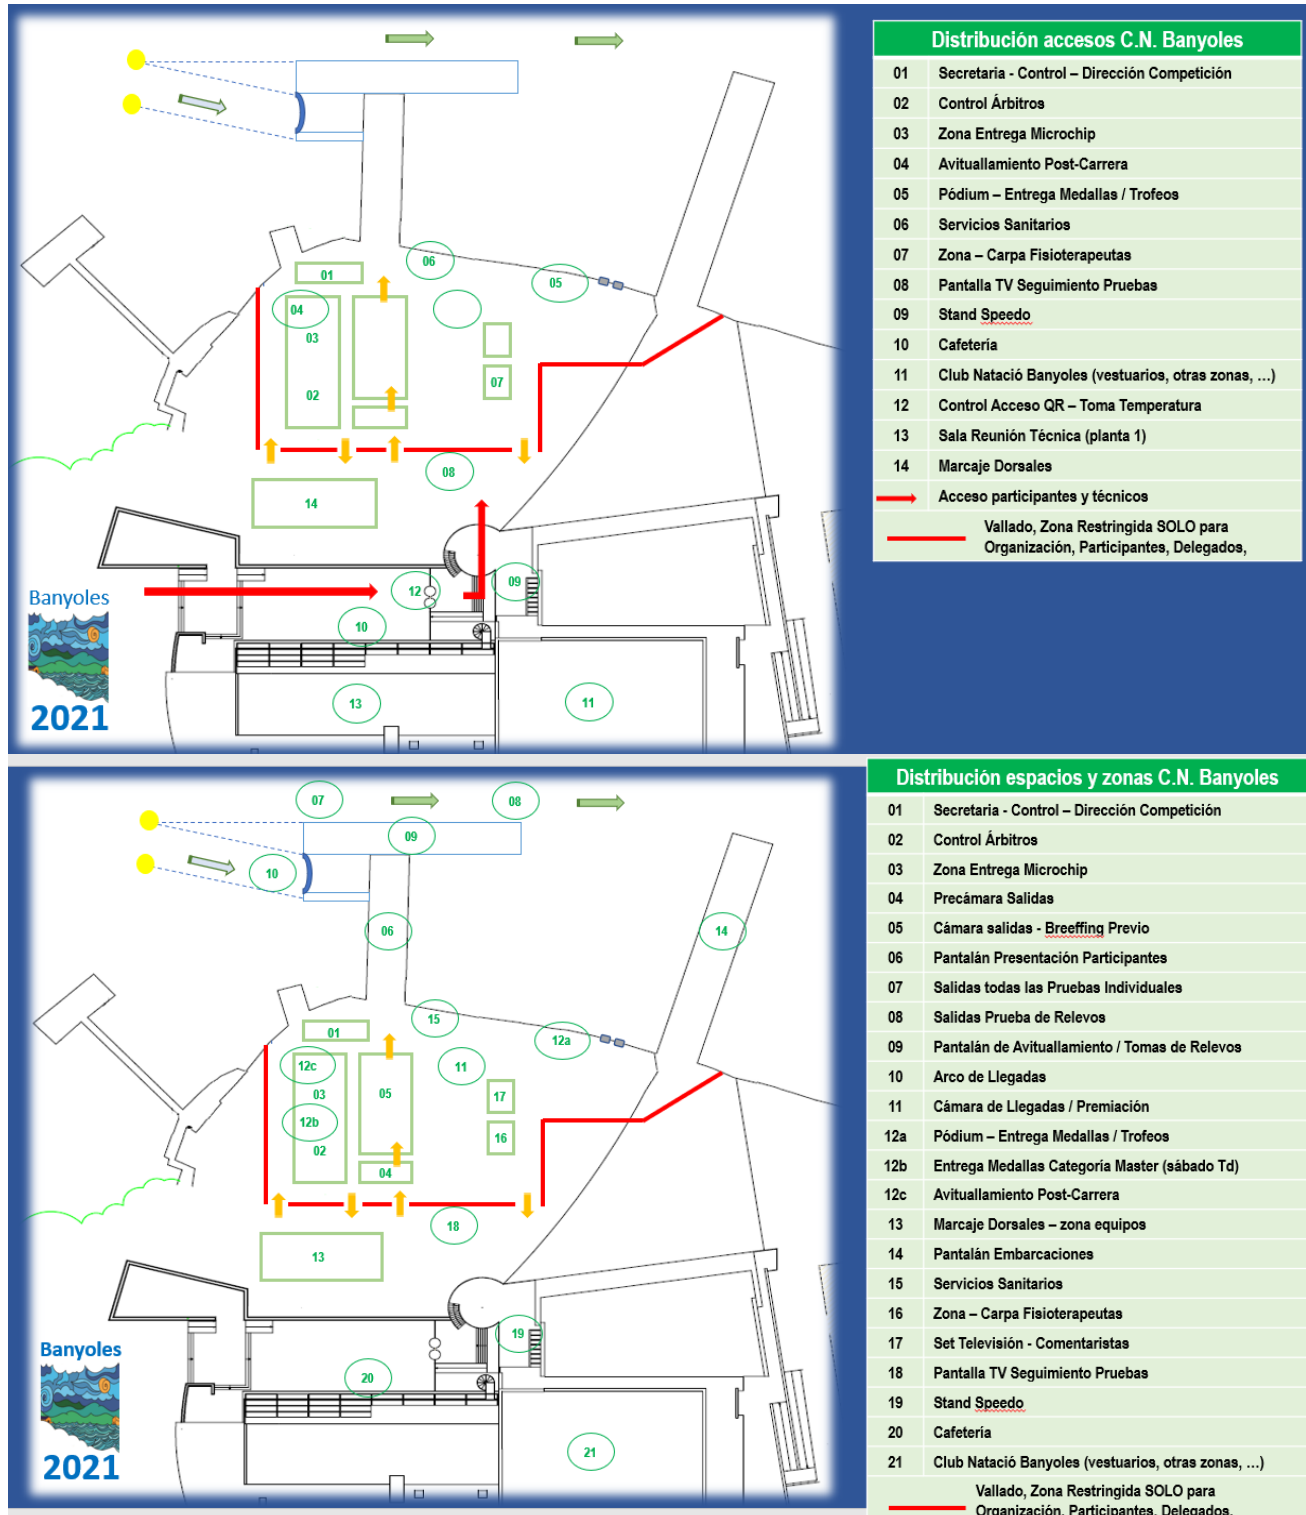 Distribución accesos C.N. Banyoles
01 Secretaria - Control – Dirección Competición
02 Control Árbitros
03 Zona Entrega Microchip
04 Avituallamiento Post-Carrera
05 Pódium – Entrega Medallas / Trofeos
06 Servicios Sanitarios
07 Zona – Carpa Fisioterapeutas
08 Pantalla TV Seguimiento Pruebas
09 Stand Speedo
10 Cafetería
11 Club Natació Banyoles (vestuarios, otras zonas, ...)
12 Control Acceso QR – Toma Temperatura
13 Sala Reunión Técnica (planta 1)
14 Marcaje Dorsales
Acceso participantes y técnicos
Vallado, Zona Restringida SOLO para
Organización, Participantes, Delegados,
06
01
05
04
03
07
02
08
14
09
12
10
13
11
Banyoles
2021
Distribución espacios y zonas C.N. Banyoles
01 Secretaria - Control – Dirección Competición
02 Control Árbitros
03 Zona Entrega Microchip
04 Precámara Salidas
05 Cámara salidas - Breeffing Previo
06 Pantalán Presentación Participantes
07 Salidas todas las Pruebas Individuales
08 Salidas Prueba de Relevos
09 Pantalán de Avituallamiento / Tomas de Relevos
10 Arco de Llegadas
11 Cámara de Llegadas / Premiación
12a Pódium – Entrega Medallas / Trofeos
12b Entrega Medallas Categoría Master (sábado Td)
12c Avituallamiento Post-Carrera
13 Marcaje Dorsales – zona equipos
14 Pantalán Embarcaciones
15 Servicios Sanitarios
16 Zona – Carpa Fisioterapeutas
17 Set Televisión - Comentaristas
18 Pantalla TV Seguimiento Pruebas
19 Stand Speedo
20 Cafetería
21 Club Natació Banyoles (vestuarios, otras zonas, ...)
Vallado, Zona Restringida SOLO para
Organización, Participantes, Delegados,
07
08
09
10
06
14
15
01
12a
12c
11
03
05
17
12b
16
02
04
18
13
19
20
21
Banyoles
2021